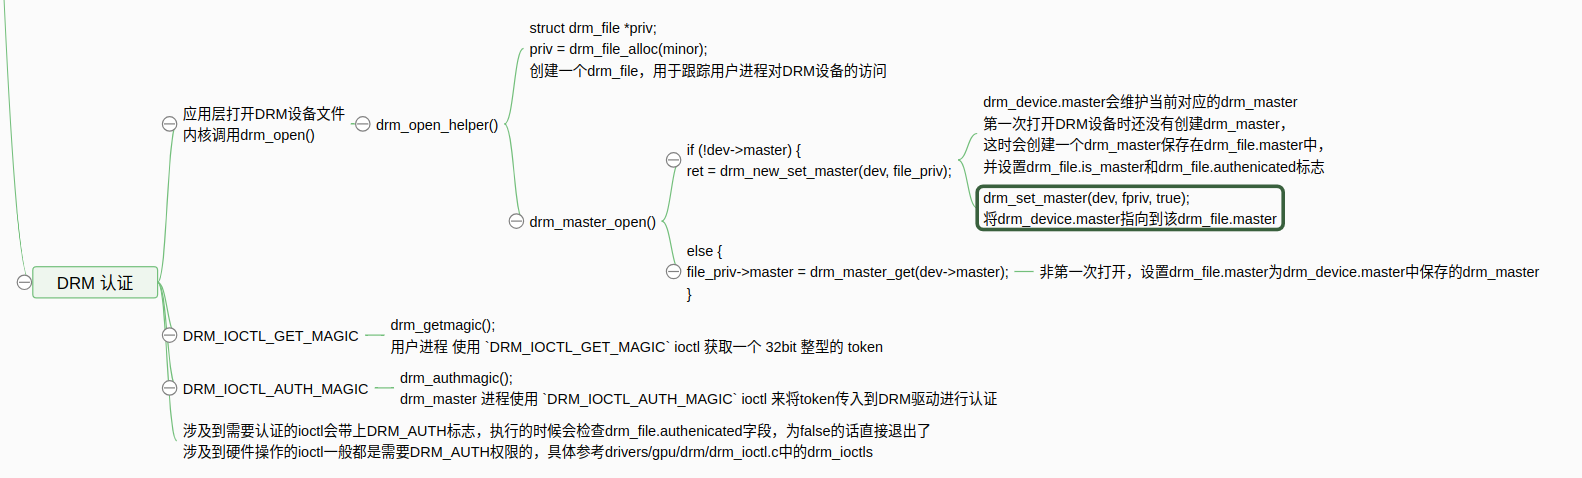 struct drm_file *priv;
priv = drm_file_alloc(minor);
创建一个drm_file，用于跟踪用户进程对DRM设备的访问
应用层打开DRM设备文件
内核调用drm_open()
drm_open_helper()
drm_device.master会维护当前对应的drm_master
第一次打开DRM设备时还没有创建drm_master，
这时会创建一个drm_master保存在drm_file.master中，
并设置drm_file.is_master和drm_file.authenicated标志
if (!dev->master) {
ret = drm_new_set_master(dev, file_priv);
drm_set_master(dev, fpriv, true);
将drm_device.master指向到该drm_file.master
drm_master_open()
else {
file_priv->master = drm_master_get(dev->master);
}
非第一次打开，设置drm_file.master为drm_device.master中保存的drm_master
DRM 认证
DRM_IOCTL_GET_MAGIC
drm_getmagic();
用户进程 使用 `DRM_IOCTL_GET_MAGIC` ioctl 获取一个 32bit 整型的 token
DRM_IOCTL_AUTH_MAGIC
drm_authmagic();
drm_master 进程使用 `DRM_IOCTL_AUTH_MAGIC` ioctl 来将token传入到DRM驱动进行认证
涉及到需要认证的ioctl会带上DRM_AUTH标志，执行的时候会检查drm_file.authenicated字段，为false的话直接退出了
涉及到硬件操作的ioctl一般都是需要DRM_AUTH权限的，具体参考drivers/gpu/drm/drm_ioctl.c中的drm_ioctls